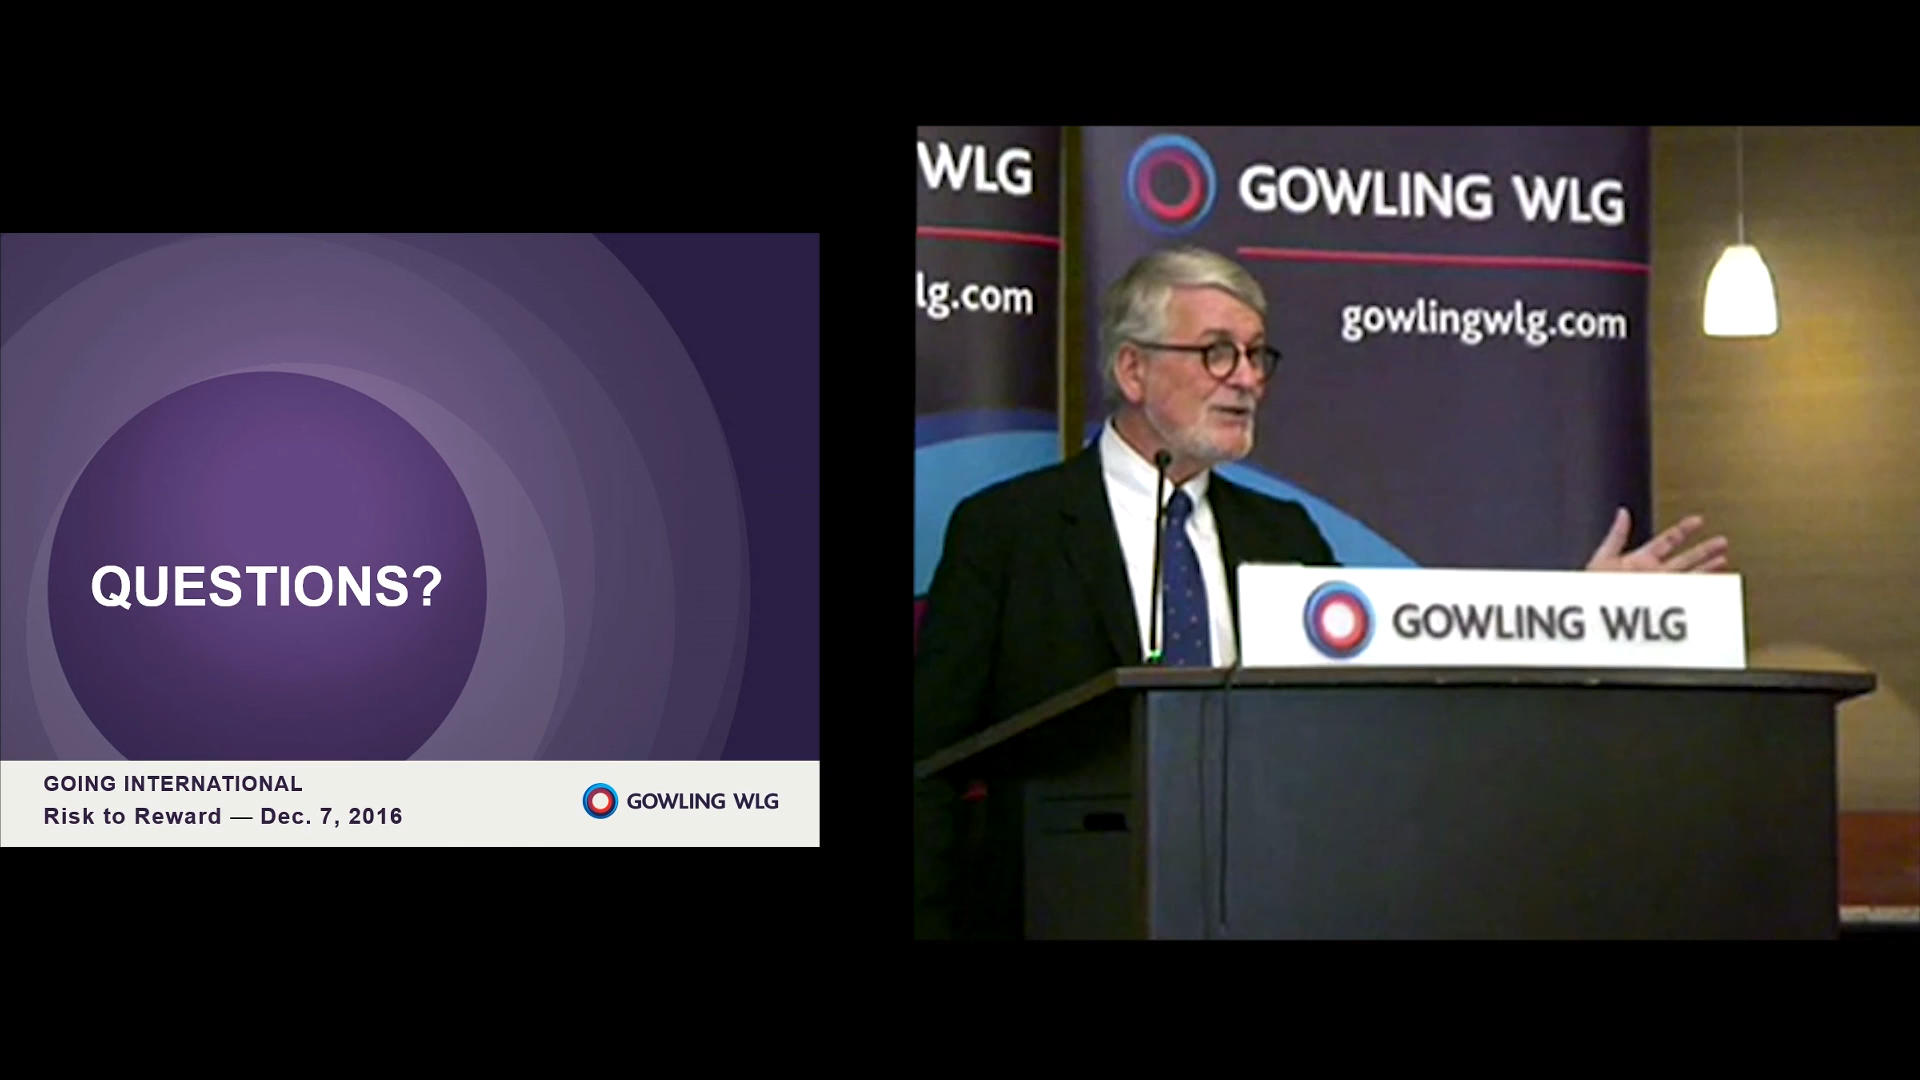 QUESTIONS?
GOING INTERNATIONAL
Risk to Reward — Dec. 7, 2016
GOWLING WLG
WLG
lg.com
GOWLING WLG
gowlingwlg.com
GOWLING WLG